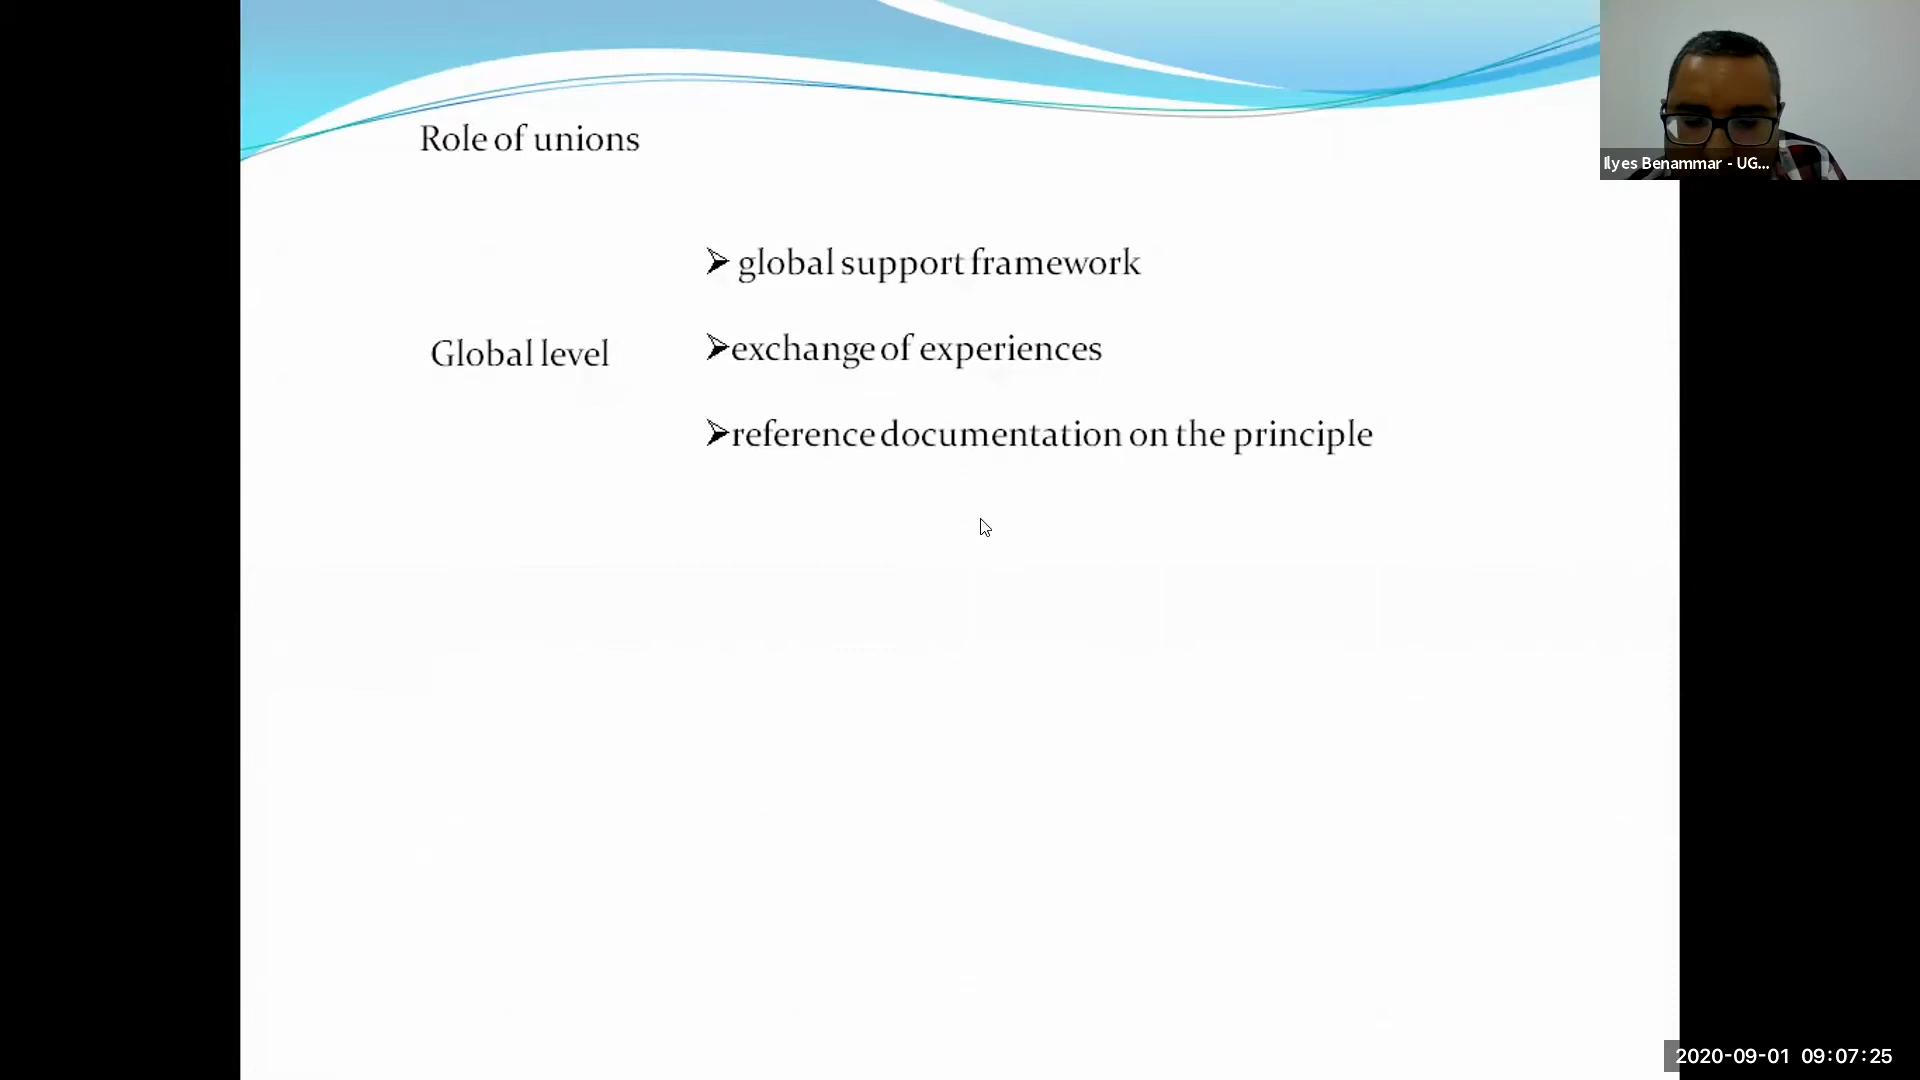 Ilyes Benammar - UG...
Role of unions
global support framework
Global level
exchange of experiences
reference documentation on the principle
2020-09-01 09:07:25